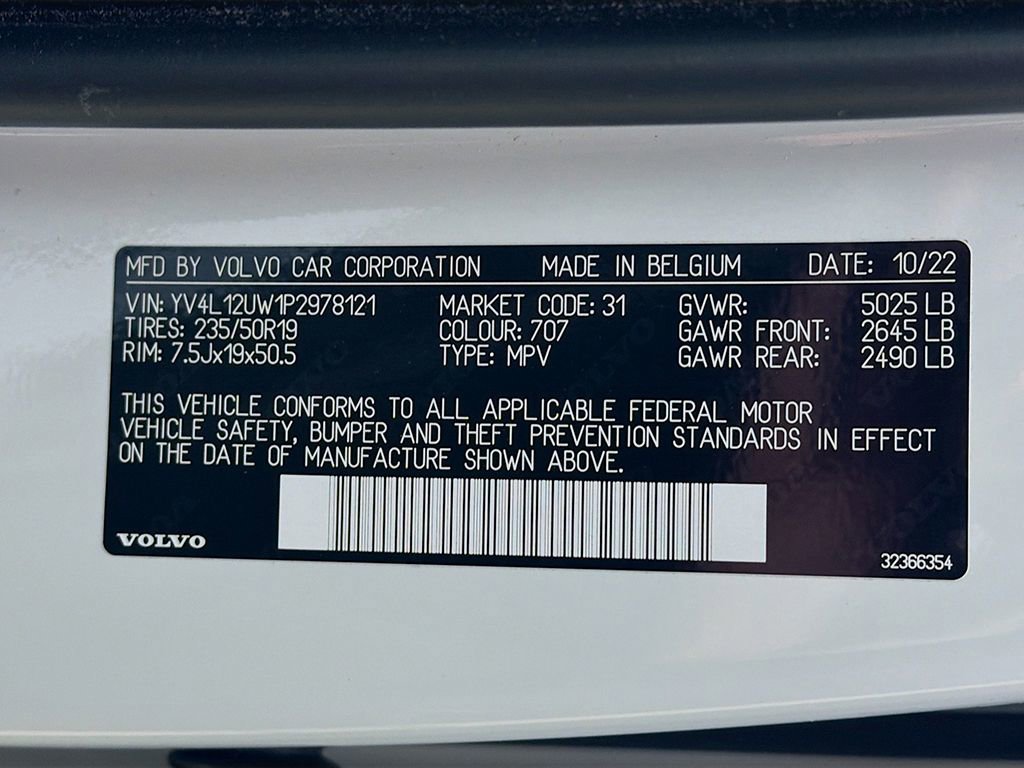 MFD BY VOLVO CAR CORPORATION MADE IN BELGIUM DATE: 10/22
VIN: YV4L12UW1P2978121 MARKET CODE: 31 GVWR: 5025 LB
TIRES: 235/50R19 COLOUR: 707 GAWR FRONT: 2645 LB
RIM: 7.5Jx19x50.5 TYPE: MPV GAWR REAR: 2490 LB
THIS VEHICLE CONFORMS TO ALL APPLICABLE FEDERAL MOTOR
VEHICLE SAFETY, BUMPER AND THEFT PREVENTION STANDARDS IN EFFECT
ON THE DATE OF MANUFACTURE SHOWN ABOVE.
VOLVO
32366354